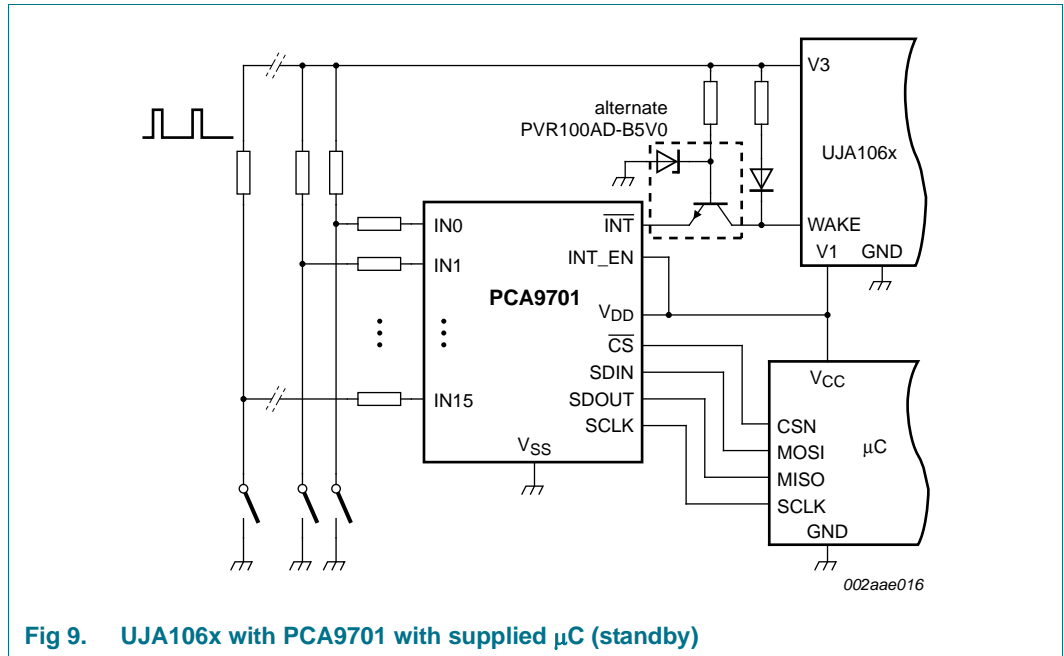 V3
alternate
PVR100AD-B5V0
UJA106x
IN0
INT
WAKE
V1
GND
IN1
INT_EN
PCA9701
VDD
CS
VCC
SDIN
IN15
SDOUT
SCLK
CSN
VSS
MOSI
μC
MISO
SCLK
GND
002aae016
Fig 9. UJA106x with PCA9701 with supplied μC (standby)